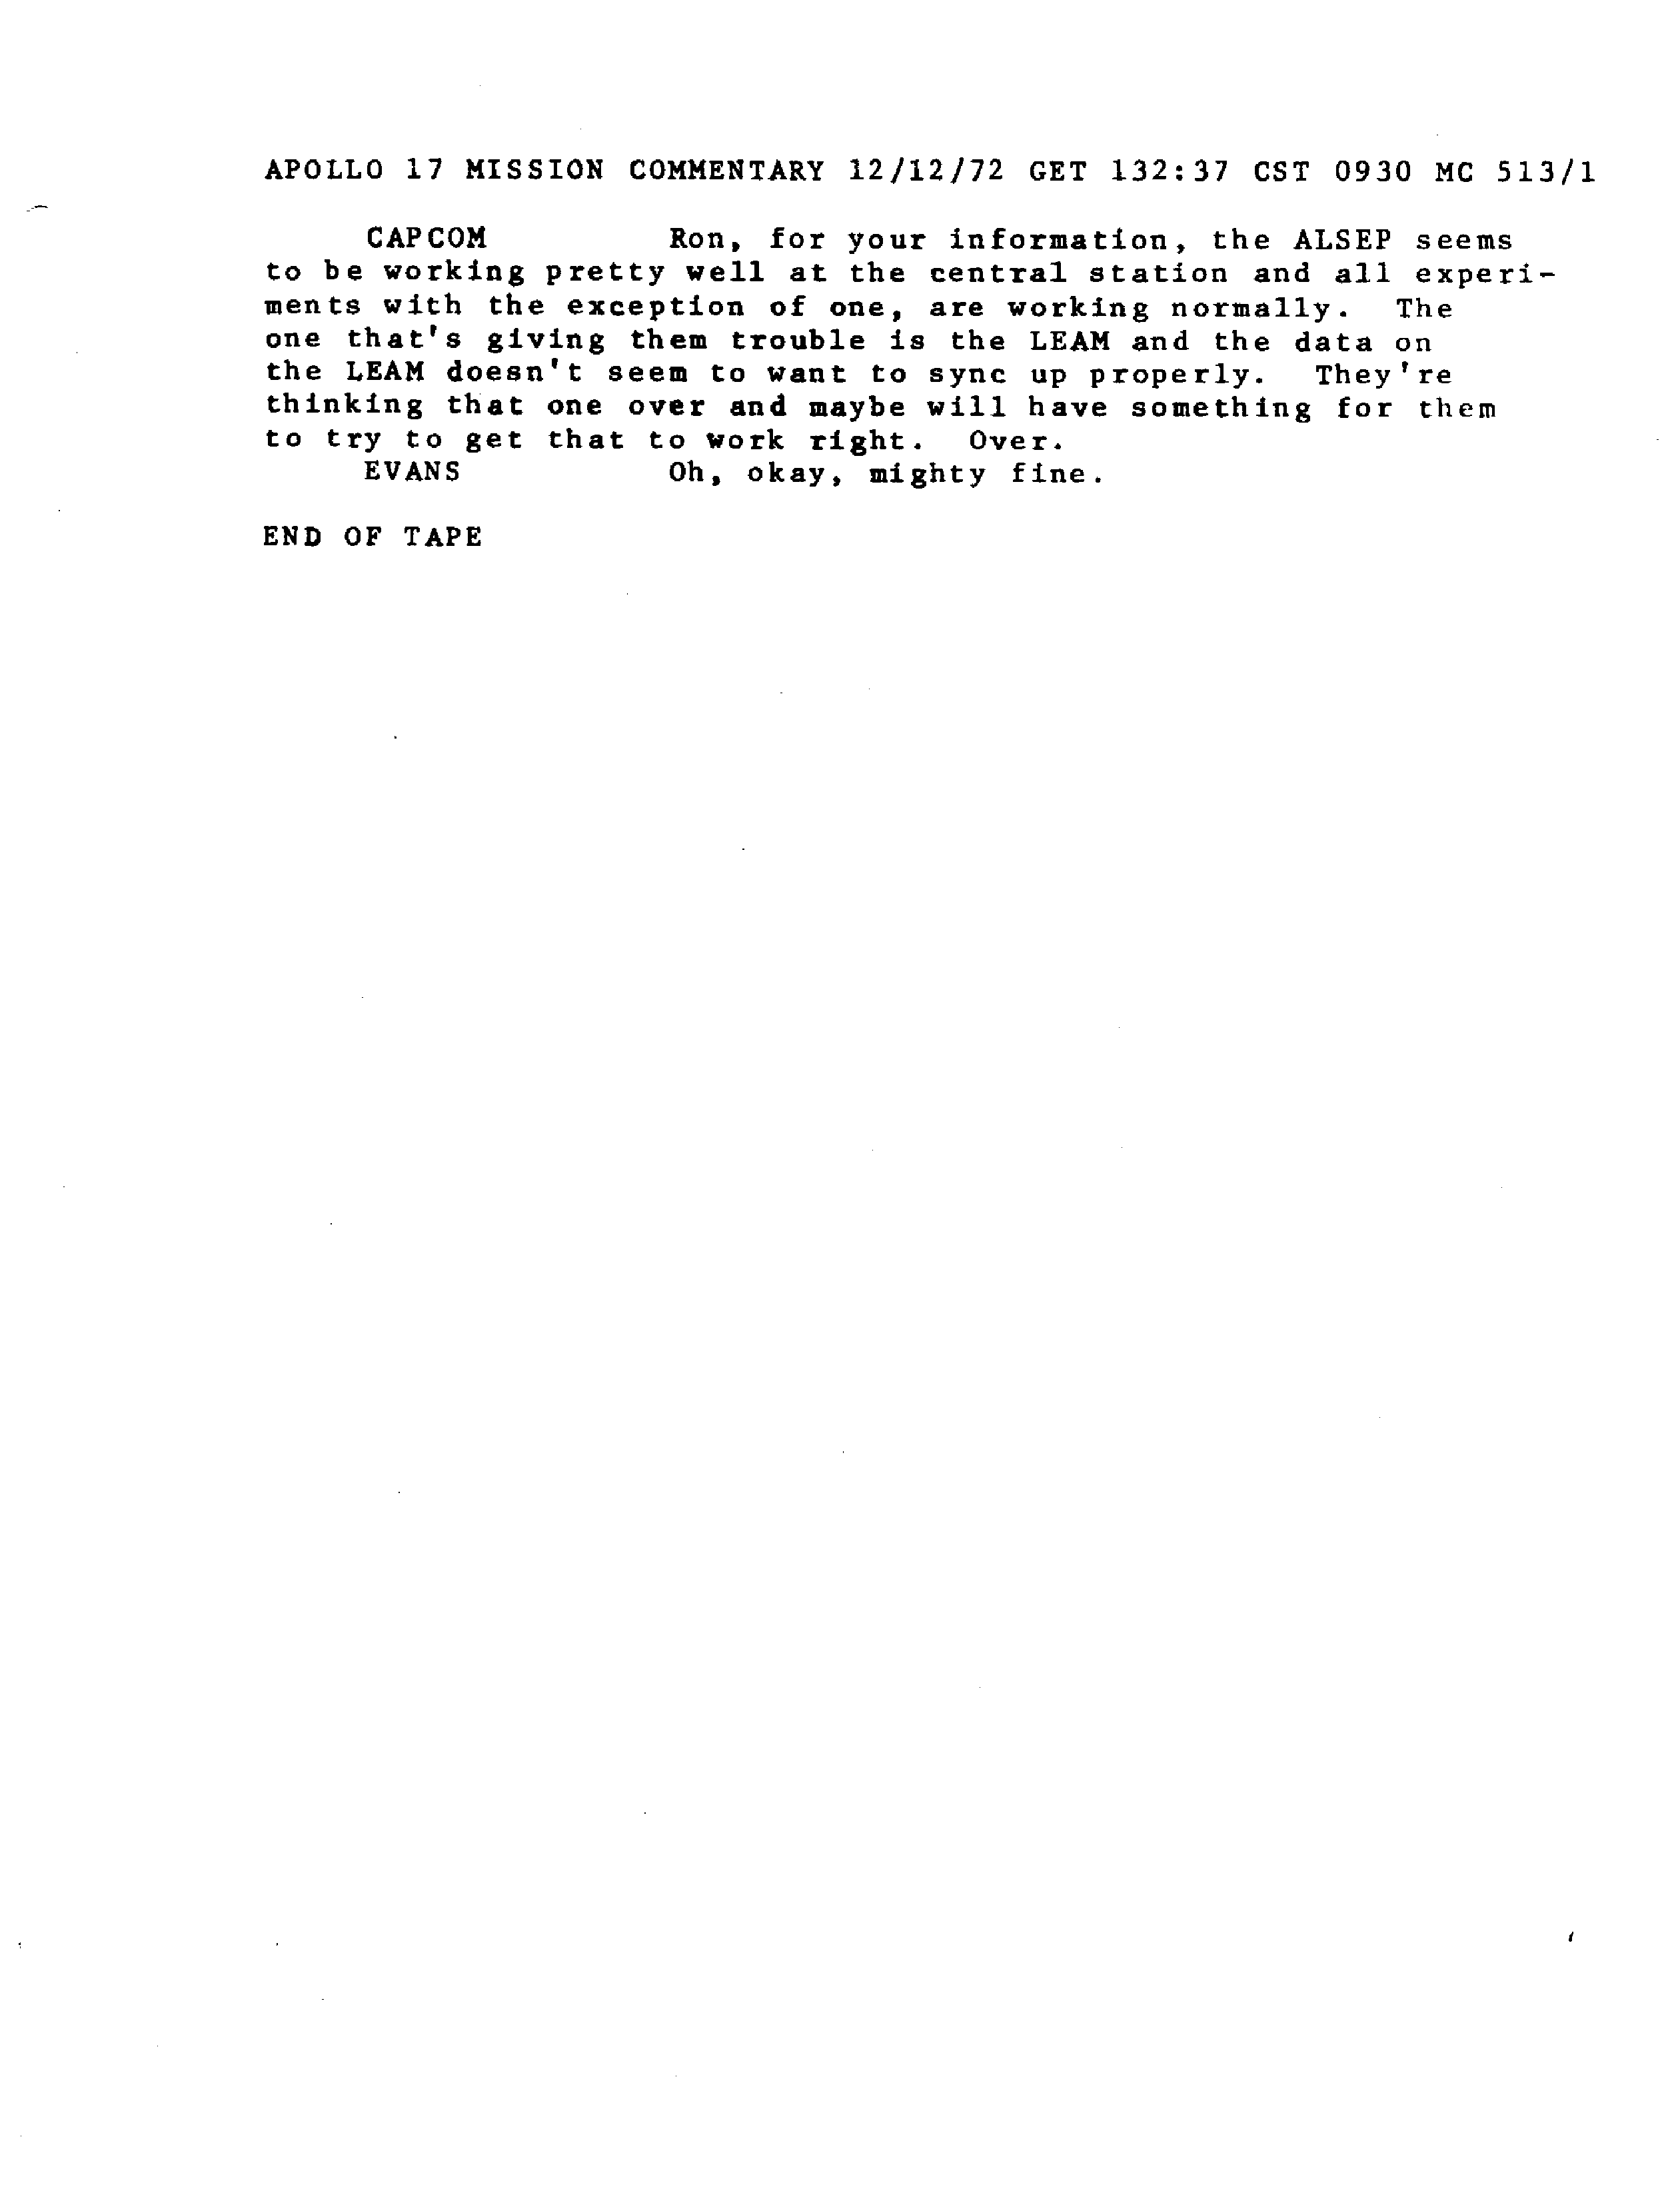 APOLLO 17 MISSION COMMENTARY 12/12/72 GET 132:37 CST 0930 MC 513/1
CAPCOM Ron, for your information, the ALSEP seems
to be working pretty well at the central station and all experi-
ments with the exception of one, are working normally. The
one that's giving them trouble is the LEAM and the data on
the LEAM doesn't seem to want to sync up properly. They're
thinking that one over and maybe will have something for them
to try to get that to work right. Over.
EVANS Oh, okay, mighty fine.
END OF TAPE